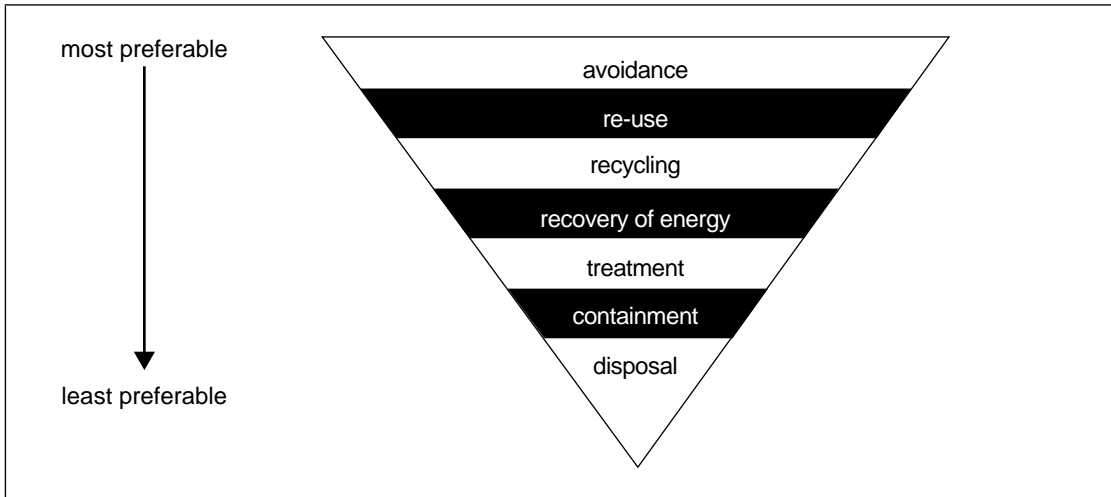 most preferable
avoidance
re-use
recycling
recovery of energy
treatment
containment
disposal
least preferable